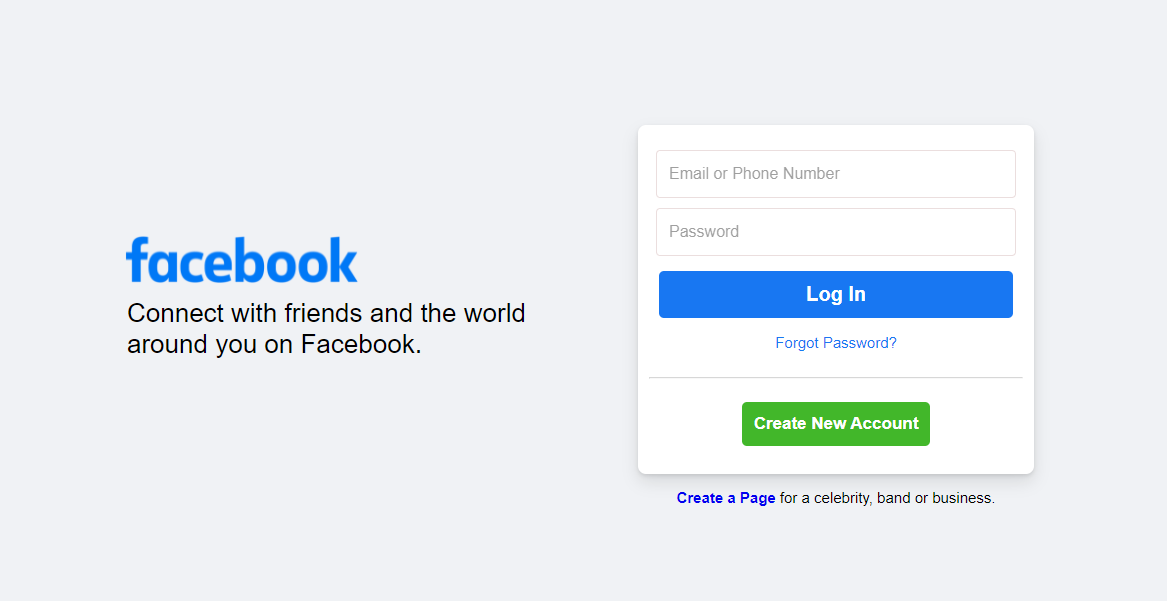 facebook
Connect with friends and the world
around you on Facebook.
Email or Phone Number
Password
Log In
Forgot Password?
Create New Account
Create a Page for a celebrity, band or business.